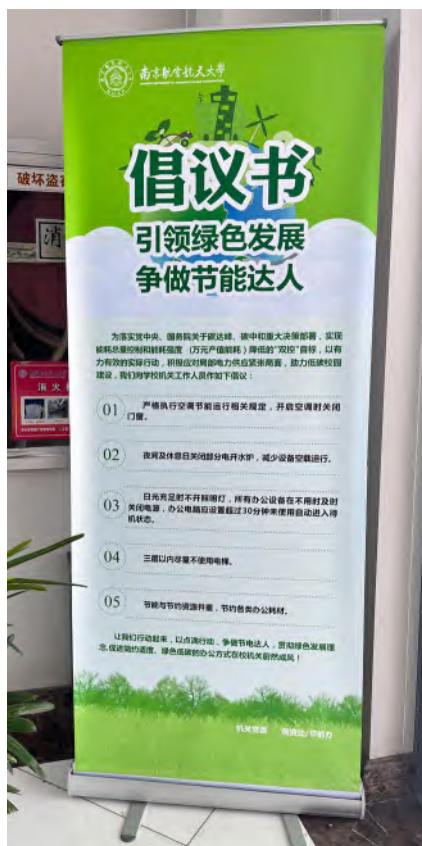 南京航空航天大学
倡议书
引领绿色发展
争做节能达人
为落实党中央、国务院关于碳达峰、碳中和重大决策部署，实现
能耗总量控制和能耗强度（万元产值能耗）降低的“双控”目标，以有
力有效的实际行动，积极应对局部电力供应紧张局面，助力低碳校园
建设，我们向学校机关工作人员作如下倡议：
01 严格执行空调节能运行相关规定，开启空调时关闭
门窗。
02 夜间及休息日关闭部分电开水炉，减少设备空载运行。
03 日光充足时不开照明灯，所有办公设备在不用时及时
关闭电源，办公电脑应设置超过30分钟未使用自动进入待
机状态。
04 三层以内尽量不使用电梯。
05 节能与节约资源并重，节约各类办公耗材。
让我们行动起来，以点滴行动，争做节电达人，贯彻绿色发展理
念,促进简约适度、绿色低碳的办公方式在校机关蔚然成风！
机关党委
破坏盗
消
消火